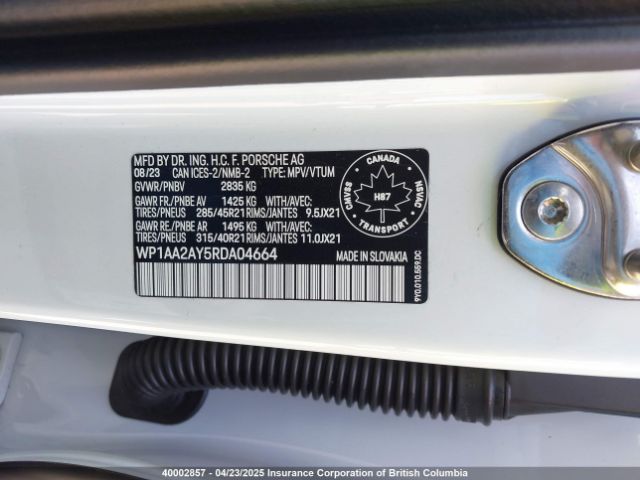 MFD BY DR. ING. H.C. F. PORSCHE AG
08/23 CAN ICES-2/NMB-2 TYPE: MPV/VTUM
GVWR/PNBV 2835 KG
GAWR FR/PNBE AV 1425 KG WITH/AVEC:
TIRES/PNEUS 285/45R21 RIMS/JANTES 9.5JX21
GAWR RE./PNBE AR 1495 KG WITH/AVEC:
TIRES/PNEUS 315/40R21 RIMS/JANTES 11.0JX21
WP1AA2AY5RDA04664 MADE IN SLOVAKIA
CANADA
CMVSS
H87
NSVAC
TRANSPORT
9Y0.010.559.DC
40002857 - 04/23/2025 Insurance Corporation of British Columbia